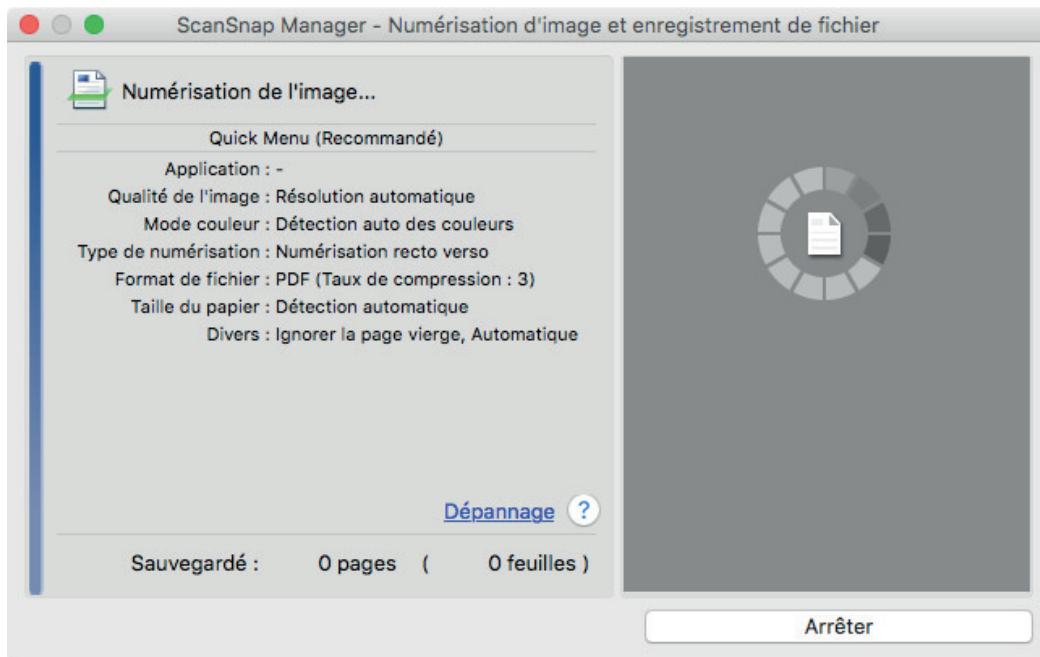 ScanSnap Manager - Numérisation d'image et enregistrement de fichier
Numérisation de l'image...
Quick Menu (Recommandé)
Application : -
Qualité de l'image : Résolution automatique
Mode couleur : Détection auto des couleurs
Type de numérisation : Numérisation recto verso
Format de fichier : PDF (Taux de compression : 3)
Taille du papier : Détection automatique
Divers : Ignorer la page vierge, Automatique
Dépannage ?
Sauvegardé : 0 pages ( 0 feuilles )
Arrêter